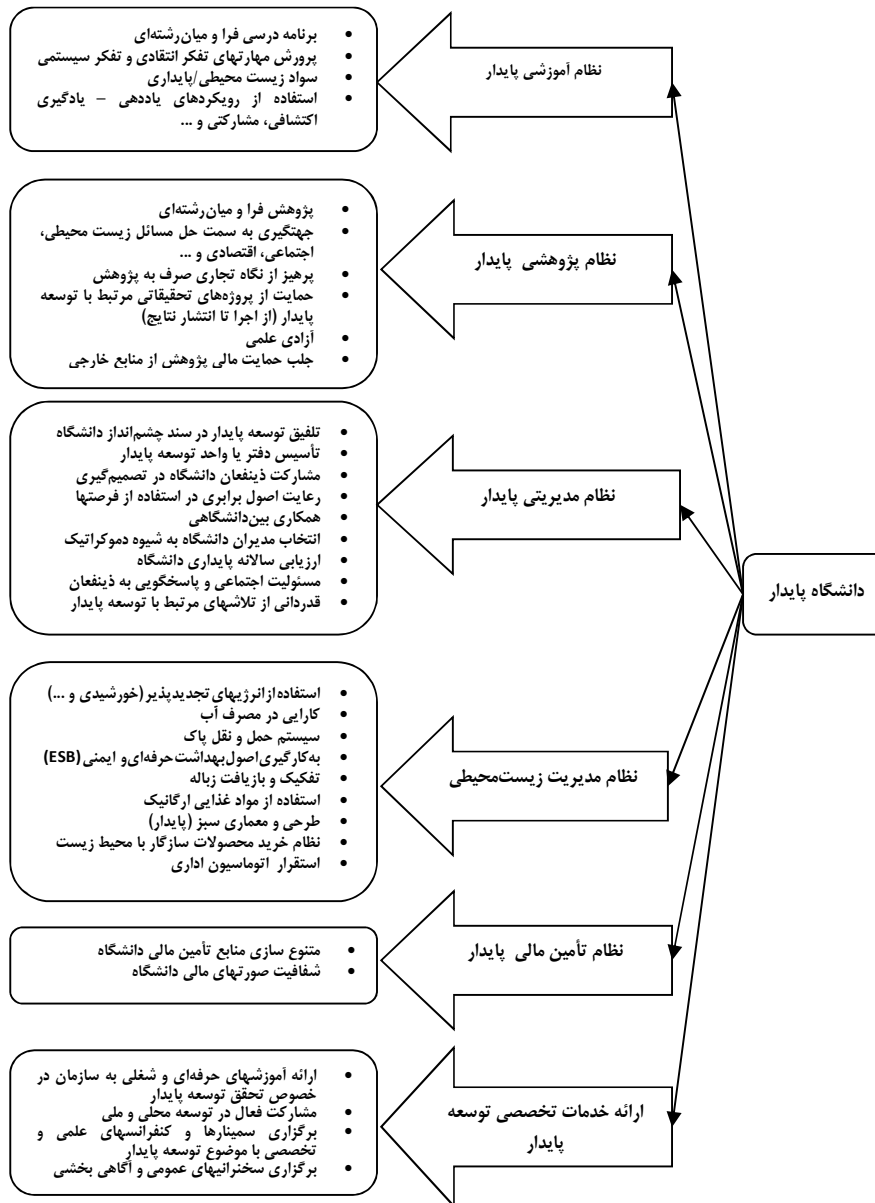 دانشگاه پایدار
نظام آموزشی پایدار
برنامه درسی فرا و میان‌رشته‌ای
پرورش مهارتهای تفکر انتقادی و تفکر سیستمی
سواد زیست محیطی/پایداری
استفاده از رویکردهای یاددهی – یادگیری
اکتشافی، مشارکتی و ...
نظام پژوهشی پایدار
پژوهش فرا و میان‌رشته‌ای
جهتگیری به سمت حل مسائل زیست محیطی،
اجتماعی، اقتصادی و ...
پرهیز از نگاه تجاری صرف به پژوهش
حمایت از پروژه‌های تحقیقاتی مرتبط با توسعه
پایدار (از اجرا تا انتشار نتایج)
آزادی علمی
جلب حمایت مالی پژوهش از منابع خارجی
نظام مدیریتی پایدار
تلفیق توسعه پایدار در سند چشم‌انداز دانشگاه
تأسیس دفتر یا واحد توسعه پایدار
مشارکت ذینفعان دانشگاه در تصمیم‌گیری
رعایت اصول برابری در استفاده از فرصتها
همکاری بین‌دانشگاهی
انتخاب مدیران دانشگاه به شیوه دموکراتیک
ارزیابی سالانه پایداری دانشگاه
مسئولیت اجتماعی و پاسخگویی به ذینفعان
قدردانی از تلاشهای مرتبط با توسعه پایدار
نظام مدیریت زیست‌محیطی
استفاده از انرژیهای تجدیدپذیر (خورشیدی و ...)
کارایی در مصرف آب
سیستم حمل و نقل پاک
به‌کارگیری اصول بهداشت حرفه‌ای و ایمنی (ESB)
تفکیک و بازیافت زباله
استفاده از مواد غذایی ارگانیک
طرحی و معماری سبز (پایدار)
نظام خرید محصولات سازگار با محیط زیست
استقرار اتوماسیون اداری
نظام تأمین مالی پایدار
متنوع سازی منابع تأمین مالی دانشگاه
شفافیت صورتهای مالی دانشگاه
ارائه خدمات تخصصی توسعه
پایدار
ارائه آموزشهای حرفه‌ای و شغلی به سازمان در
خصوص تحقق توسعه پایدار
مشارکت فعال در توسعه محلی و ملی
برگزاری سمینارها و کنفرانسهای علمی و
تخصصی با موضوع توسعه پایدار
برگزاری سخنرانیهای عمومی و آگاهی بخشی